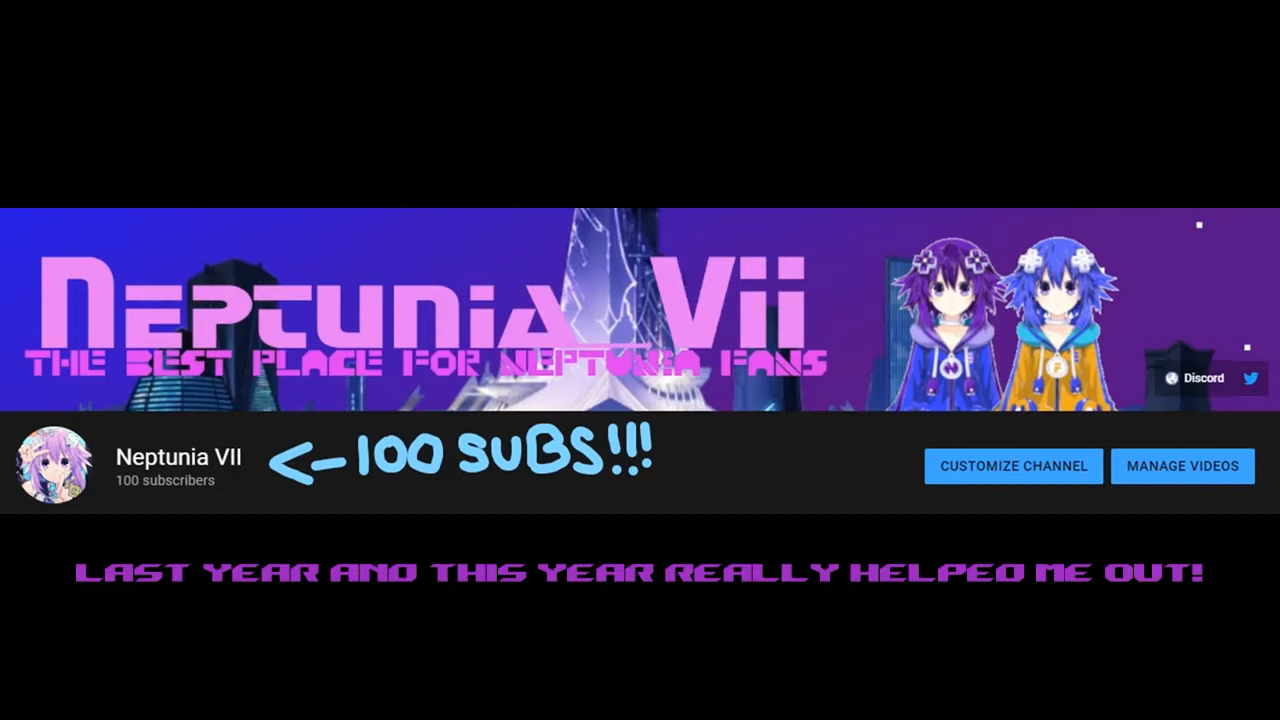 Neptunia Vii
THE BEST PLACE FOR NEPTUNIA FANS
N F
Discord
Neptunia VII
100 subscribers
<-100 SUBS!!!
CUSTOMIZE CHANNEL
MANAGE VIDEOS
LAST YEAR AND THIS YEAR REALLY HELPED ME OUT!